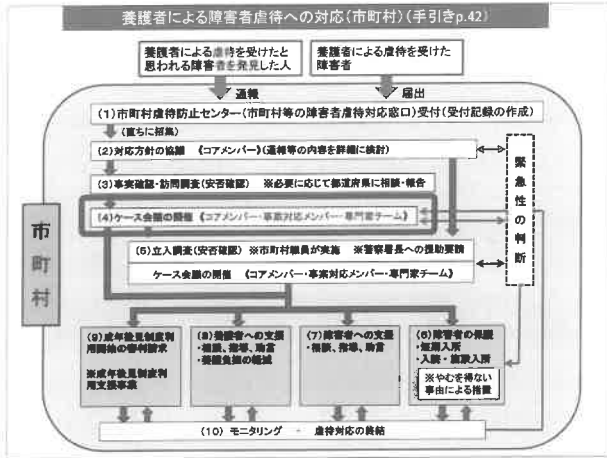 養護者による障害者虐待への対応（市町村）（手引きp.42）
養護者による虐待を受けたと
思われる障害者を発見した人
養護者による虐待を受けた
障害者
通報
届出
(1)市町村虐待防止センター（市町村等の障害者虐待対応窓口）受付（受付記録の作成）
(直ちに招集)
(2)対応方針の協議 《コアメンバー》（通報等の内容を詳細に検討）
(3)事実確認・訪問調査（安否確認） ※必要に応じて都道府県に相談・報告
(4)ケース会議の開催 《コアメンバー・事案対応メンバー・専門家チーム》
(5)立入調査（安否確認） ※市町村職員が実施 ※警察署長への援助要請
ケース会議の開催 《コアメンバー・事案対応メンバー・専門家チーム》
緊急性の判断
市町村
(9)成年後見制度利
用開始の審判請求
※成年後見制度利
用支援事業
(8)養護者への支援
・相談、指導、助言
・養護負担の軽減
(7)障害者への支援
・相談、指導、助言
(6)障害者の保護
・短期入所
・入院・施設入所
※やむを得ない
事由による措置
(10) モニタリング ・ 虐待対応の終結